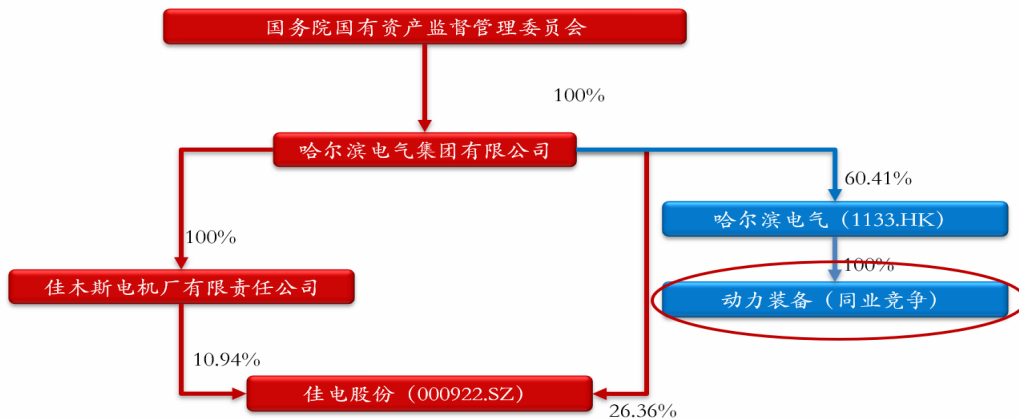 国务院国有资产监督管理委员会
100%
哈尔滨电气集团有限公司
60.41%
哈尔滨电气（1133.HK）
100%
100%
佳木斯电机厂有限责任公司
动力装备（同业竞争）
10.94%
佳电股份（000922.SZ）
26.36%